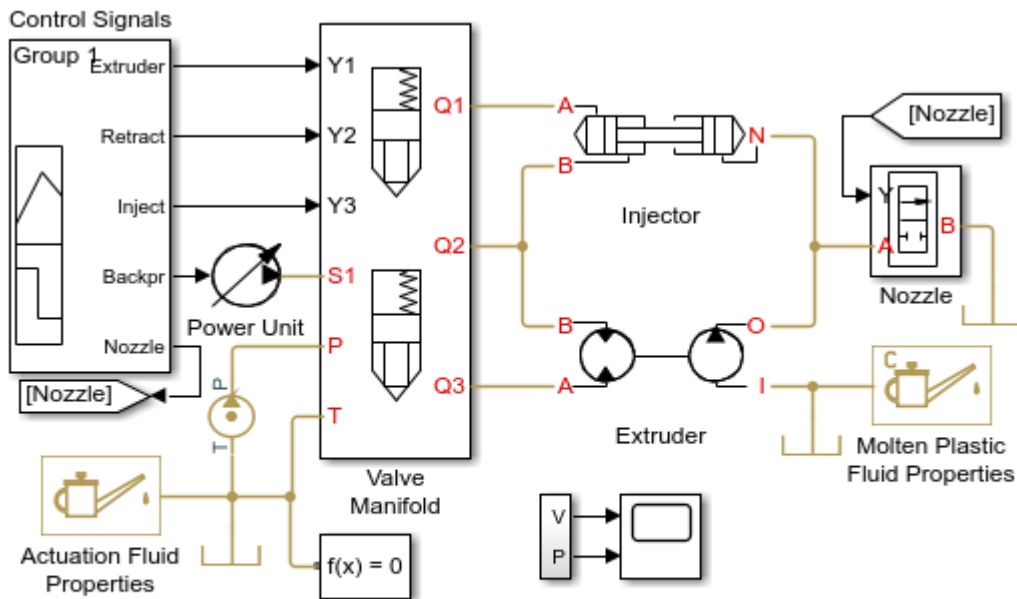 Control Signals
Group 1
Extruder
Retract
Inject
Backpr
Nozzle
[Nozzle]
Power Unit
P
T
Y1
Y2
Y3
S1
P
T
Q1
Q2
Q3
Valve
Manifold
A
B
N
Injector
B
A
O
I
Extruder
[Nozzle]
Y
A
B
Nozzle
C
Molten Plastic
Fluid Properties
Actuation Fluid
Properties
f(x) = 0
V
P